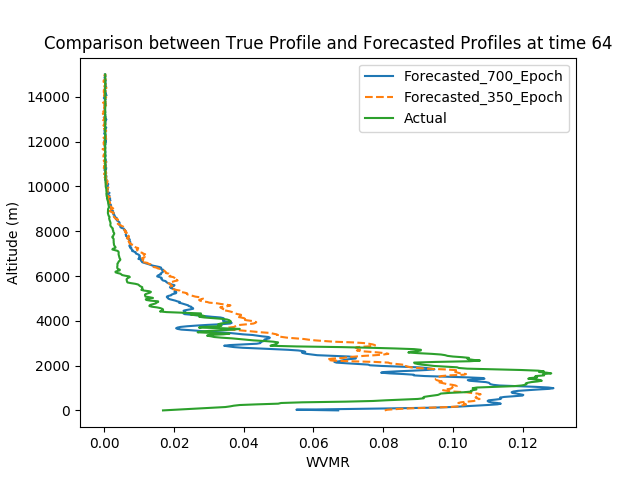 Comparison between True Profile and Forecasted Profiles at time 64
Forecasted_700_Epoch
Forecasted_350_Epoch
Actual
Altitude (m)
14000
12000
10000
8000
6000
4000
2000
0
0.00 0.02 0.04 0.06 0.08 0.10 0.12
WVMR